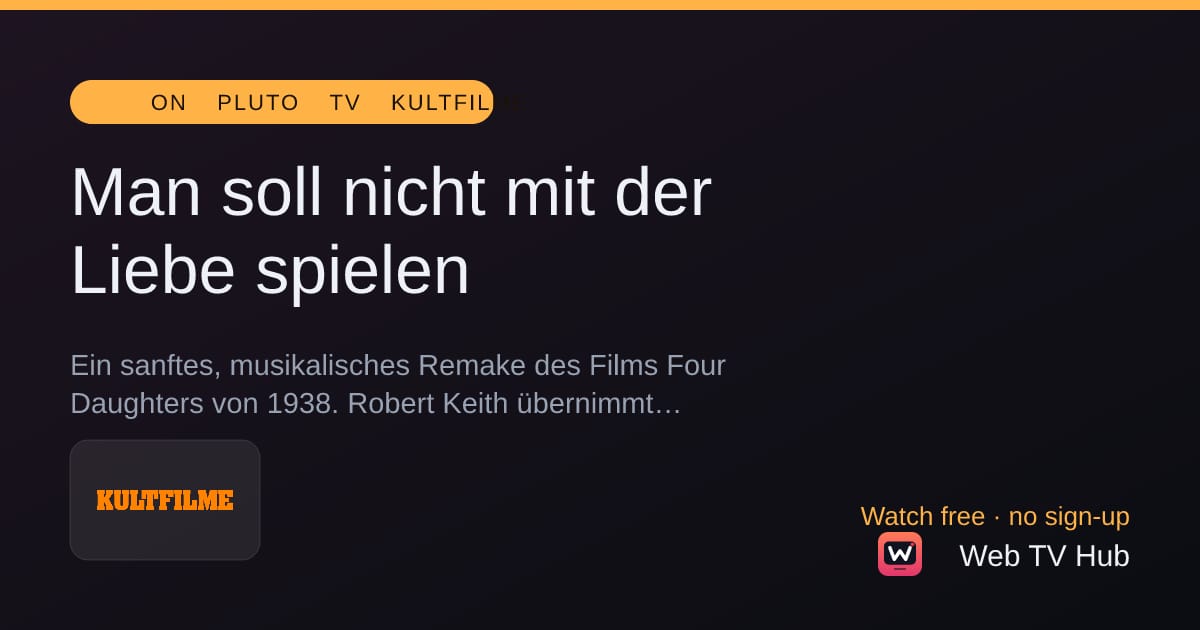 ON PLUTO TV KULTFIL
Man soll nicht mit der
Liebe spielen
Ein sanftes, musikalisches Remake des Films Four
Daughters von 1938. Robert Keith übernimmt…
KULTFILME
Watch free · no sign-up
W
Web TV Hub